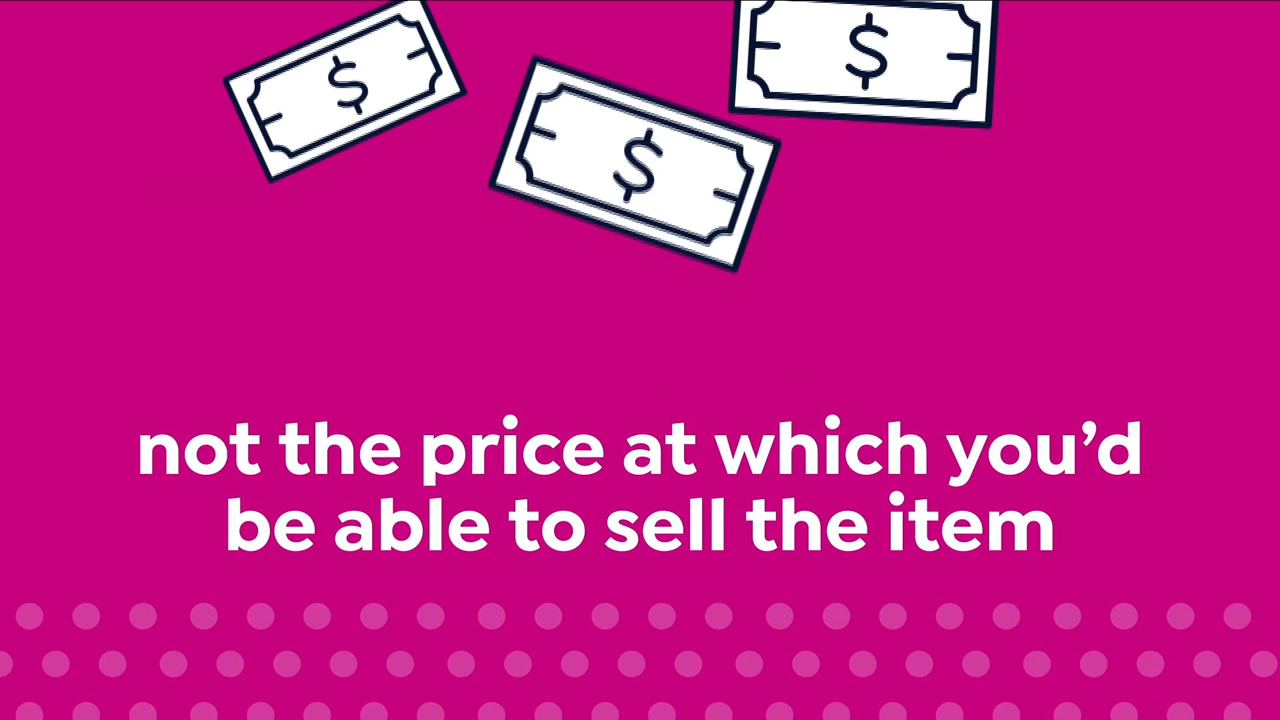 $
$
$
not the price at which you’d
be able to sell the item